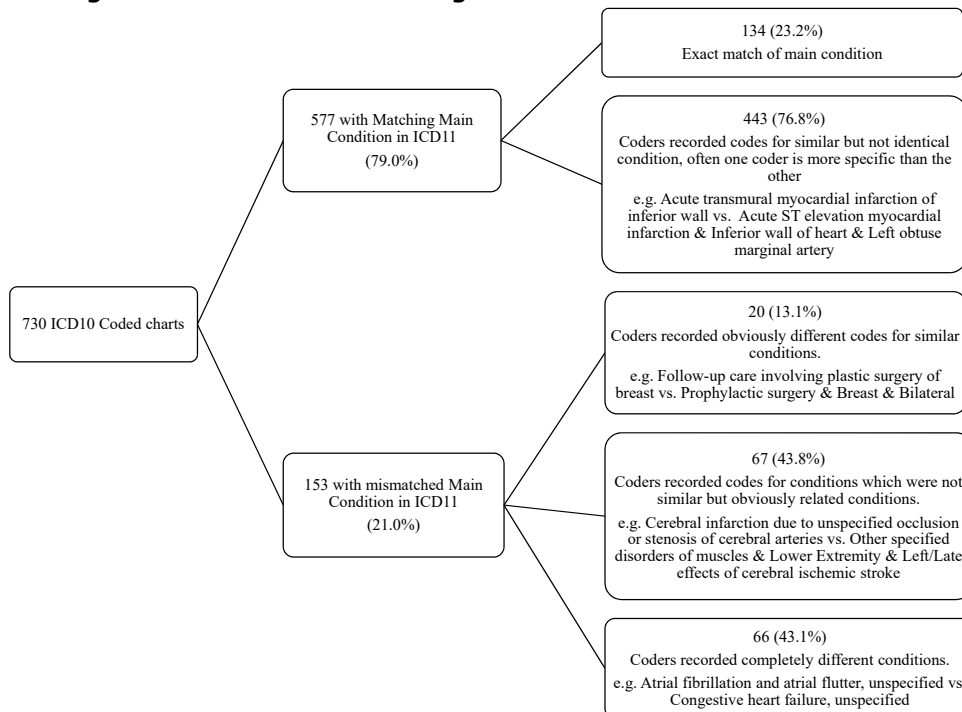 134 (23.2%)
Exact match of main condition
577 with Matching Main
Condition in ICD11
(79.0%)
443 (76.8%)
Coders recorded codes for similar but not identical
condition, often one coder is more specific than the
other
e.g. Acute transmural myocardial infarction of
inferior wall vs. Acute ST elevation myocardial
infarction & Inferior wall of heart & Left obtuse
marginal artery
730 ICD10 Coded charts
20 (13.1%)
Coders recorded obviously different codes for similar
conditions.
e.g. Follow-up care involving plastic surgery of
breast vs. Prophylactic surgery & Breast & Bilateral
153 with mismatched Main
Condition in ICD11
(21.0%)
67 (43.8%)
Coders recorded codes for conditions which were not
similar but obviously related conditions.
e.g. Cerebral infarction due to unspecified occlusion
or stenosis of cerebral arteries vs. Other specified
disorders of muscles & Lower Extremity & Left/Late
effects of cerebral ischemic stroke
66 (43.1%)
Coders recorded completely different conditions.
e.g. Atrial fibrillation and atrial flutter, unspecified vs
Congestive heart failure, unspecified